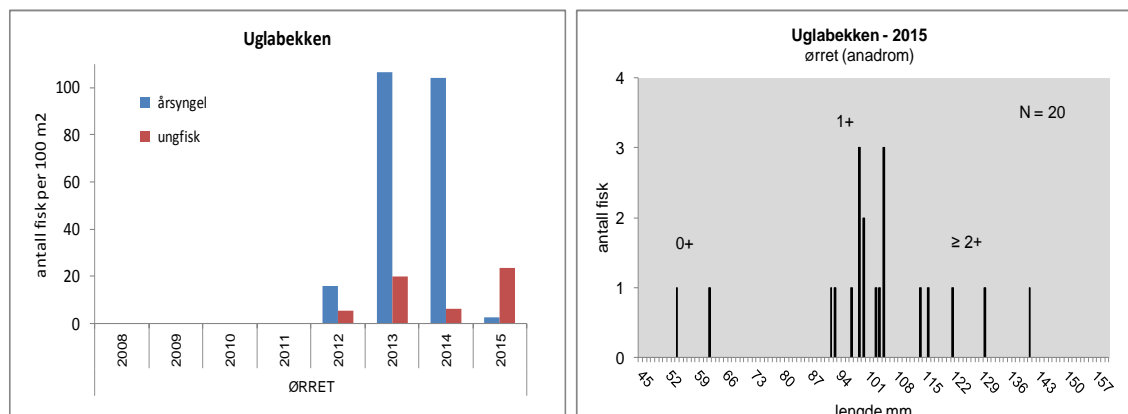 Uglabekken
antall fisk per 100 m2
100
80
60
40
20
0
årsyngel
ungfisk
2008 2009 2010 2011 2012 2013 2014 2015
ØRRET
Uglabekken - 2015
ørret (anadrom)
antall fisk
4
3
2
1
0
0+
1+
≥ 2+
N = 20
45 52 59 66 73 80 87 94 101 108 115 122 129 136 143 150 157
lengde mm